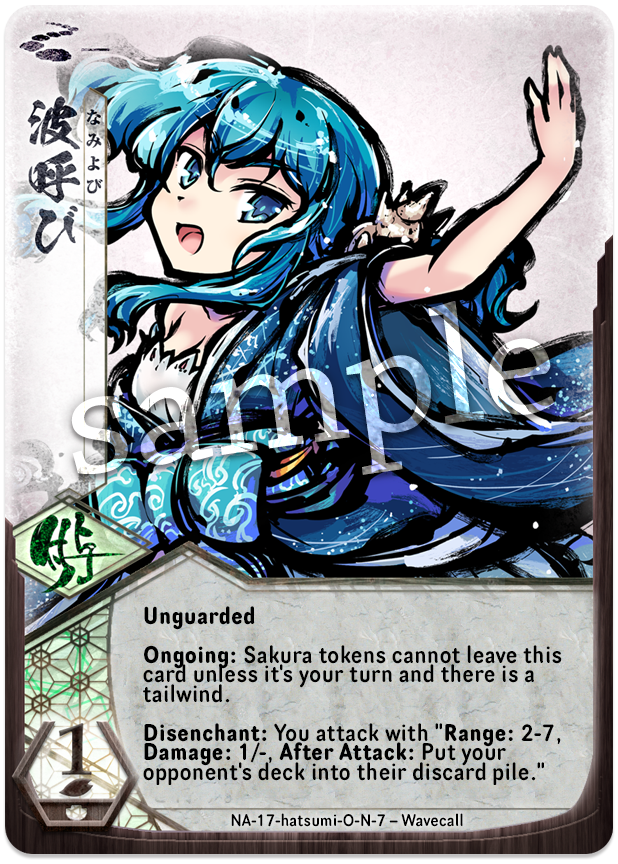 波呼び
なみよび
sample
付与
Unguarded
Ongoing: Sakura tokens cannot leave this
card unless it's your turn and there is a
tailwind.
Disenchant: You attack with "Range: 2-7,
Damage: 1/-, After Attack: Put your
opponent's deck into their discard pile."
1
NA-17-hatsumi-O-N-7 – Wavecall